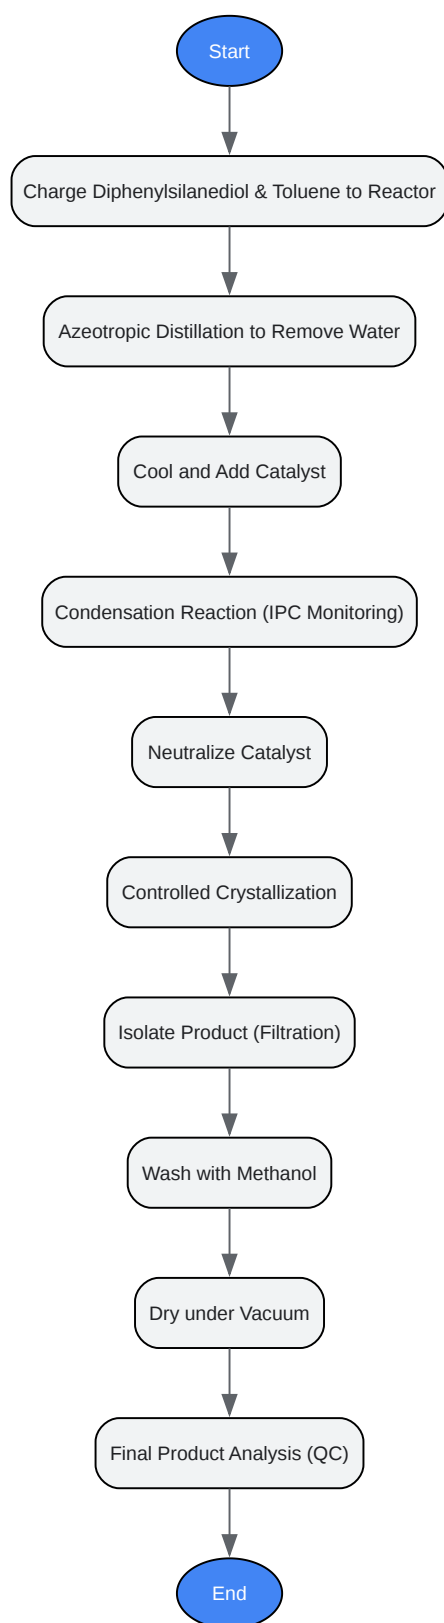 Start
Charge Diphenylsilanediol & Toluene to Reactor
Azeotropic Distillation to Remove Water
Cool and Add Catalyst
Condensation Reaction (IPC Monitoring)
Neutralize Catalyst
Controlled Crystallization
Isolate Product (Filtration)
Wash with Methanol
Dry under Vacuum
Final Product Analysis (QC)
End